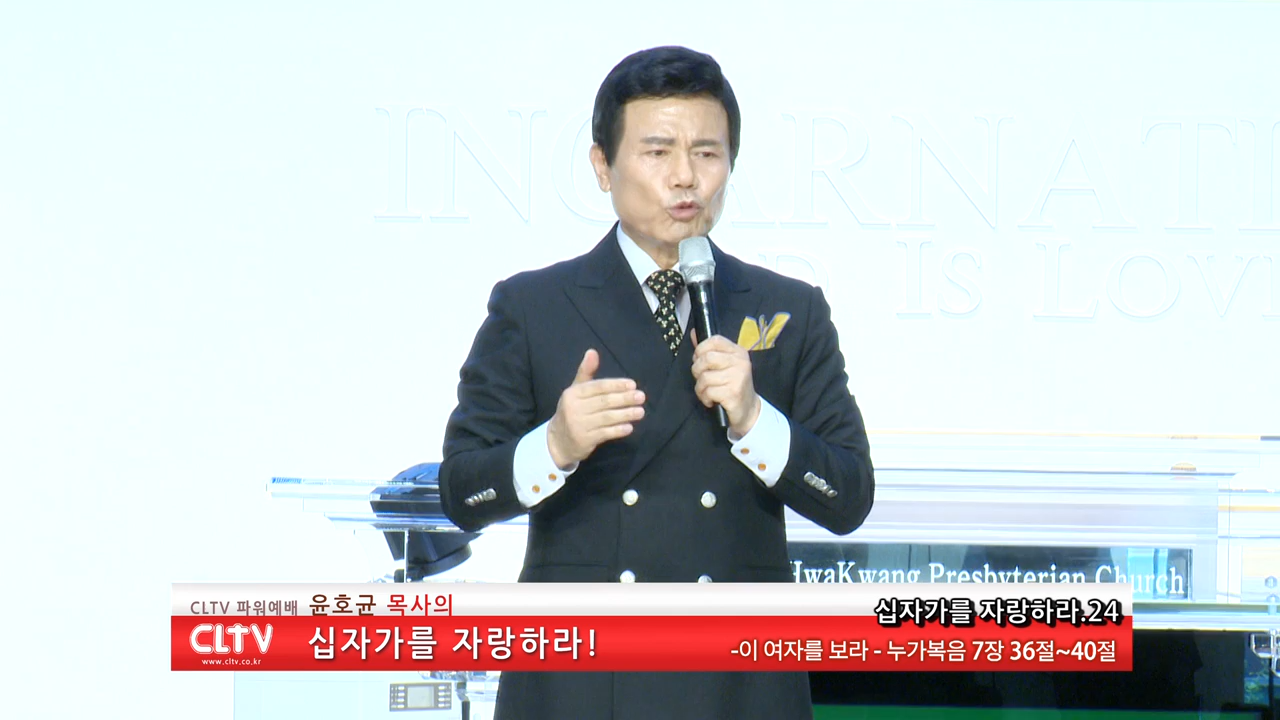 INCARNATI
IS LOV
HwaKwang Presbyterian Church
CLTV 파워예배 윤호균 목사의
십자가를 자랑하라.24
CLTV
www.cltv.co.kr
십자가를 자랑하라!
-이 여자를 보라 - 누가복음 7장 36절~40절